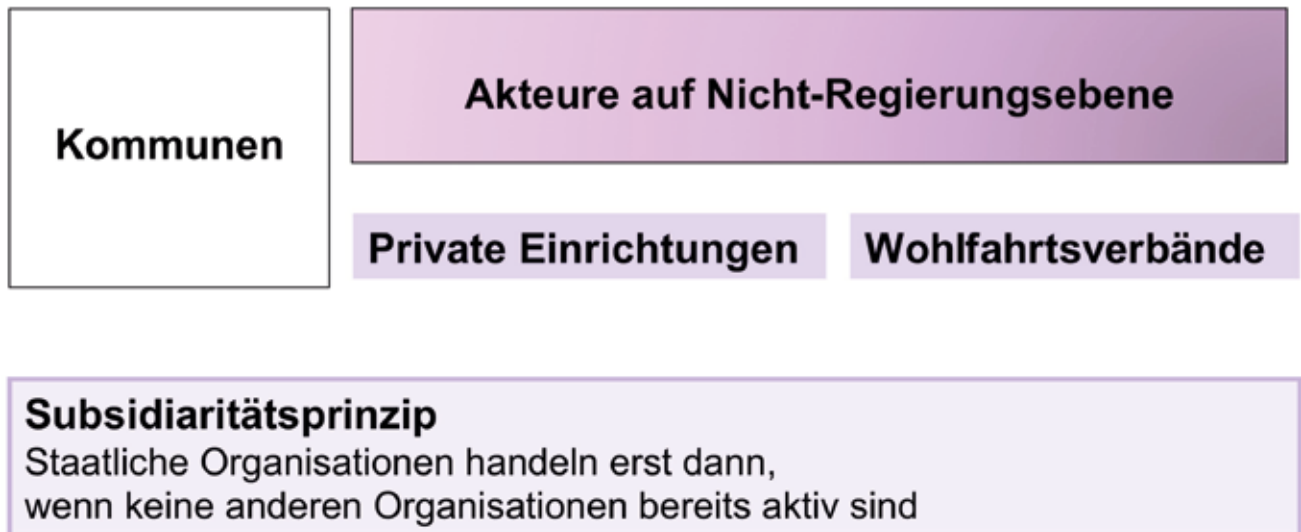 Kommunen
Akteure auf Nicht-Regierungsebene
Private Einrichtungen
Wohlfahrtsverbände
Subsidiaritätsprinzip
Staatliche Organisationen handeln erst dann,
wenn keine anderen Organisationen bereits aktiv sind